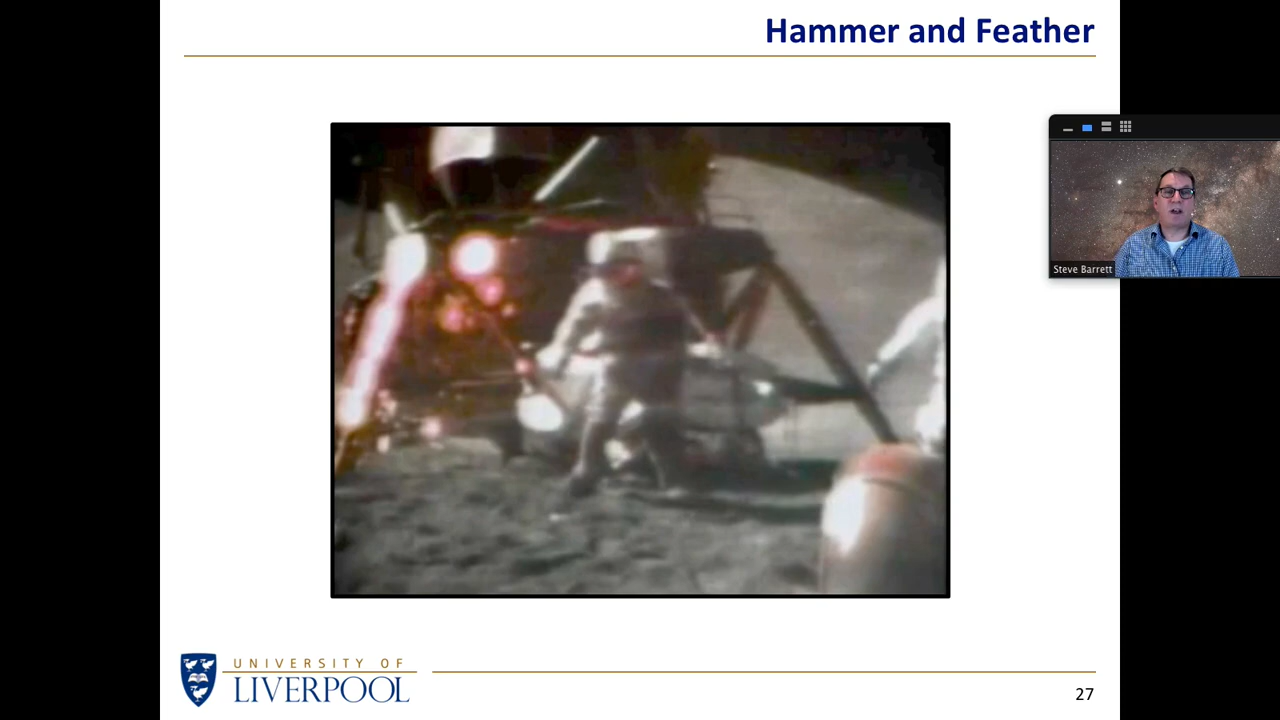 Hammer and Feather
Steve Barrett
UNIVERSITY OF
LIVERPOOL
27